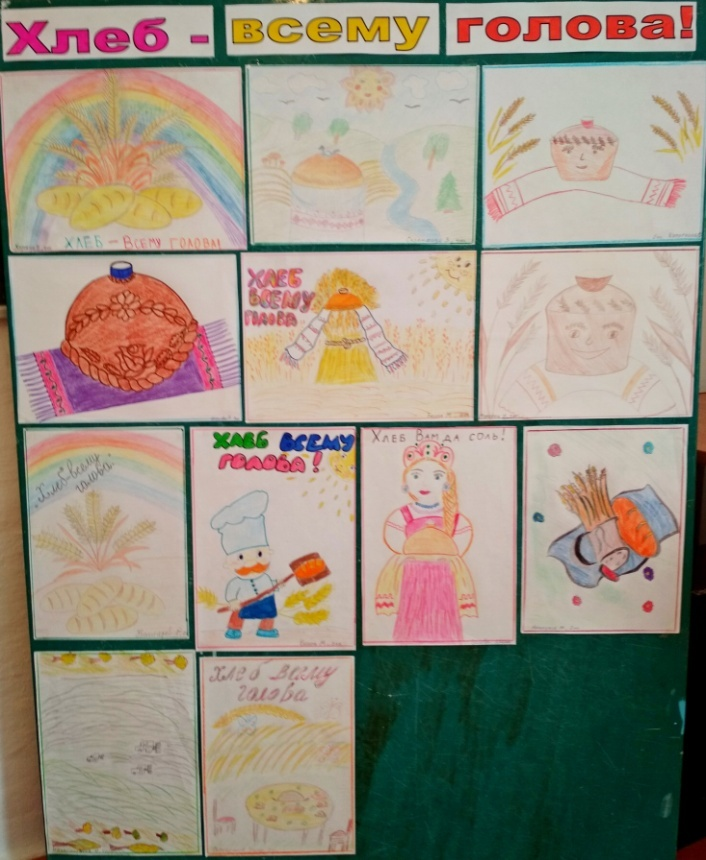 Хлеб - всему голова!
ХЛЕБ - ВСЕМУ ГОЛОВА!
ХЛЕБ
ВСЕМУ
ГОЛОВА
"Хлеб-всему
голова"
ХЛЕБ ВСЕМУ
ГОЛОВА!
ХЛЕБ ВАМ ДА СОЛЬ!
ХЛЕБ ВСЕМУ
голова